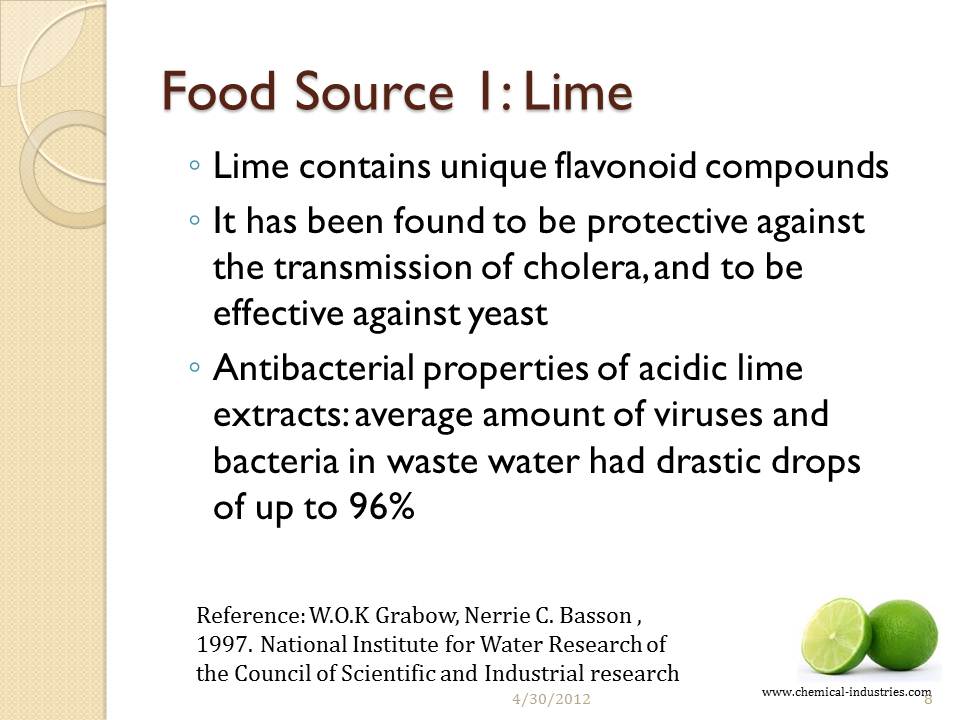 Food Source 1: Lime
◦ Lime contains unique flavonoid compounds
◦ It has been found to be protective against
the transmission of cholera, and to be
effective against yeast
◦ Antibacterial properties of acidic lime
extracts: average amount of viruses and
bacteria in waste water had drastic drops
of up to 96%
Reference: W.O.K Grabow, Nerrie C. Basson ,
1997. National Institute for Water Research of
the Council of Scientific and Industrial research
www.chemical-industries.com
4/30/2012
8